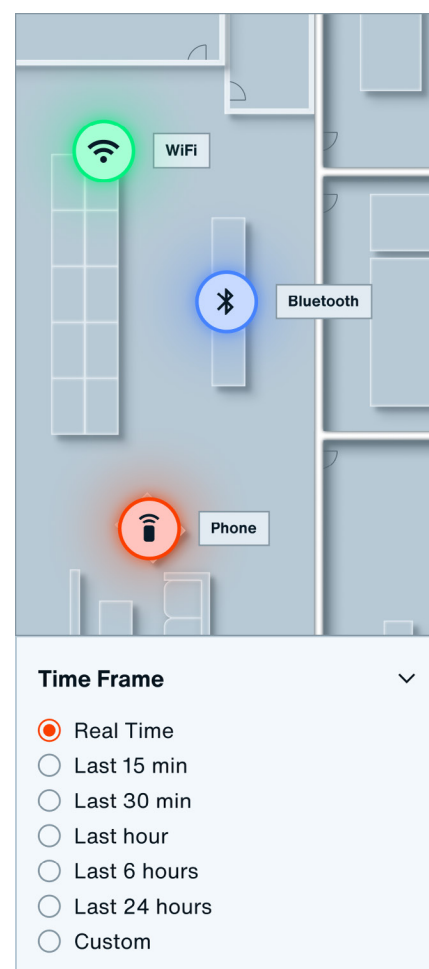 WiFi
Bluetooth
Phone
Time Frame
Real Time
Last 15 min
Last 30 min
Last hour
Last 6 hours
Last 24 hours
Custom